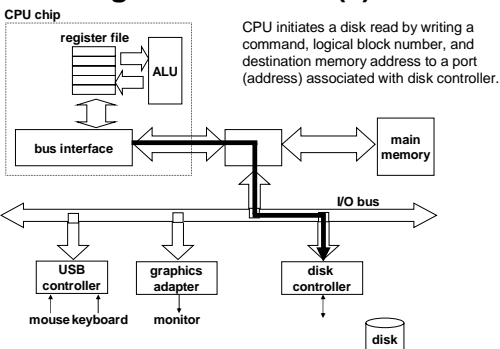 CPU chip
register file
ALU
CPU initiates a disk read by writing a
command, logical block number, and
destination memory address to a port
(address) associated with disk controller.
bus interface
main
memory
I/O bus
USB
controller
graphics
adapter
disk
controller
mouse keyboard
monitor
disk